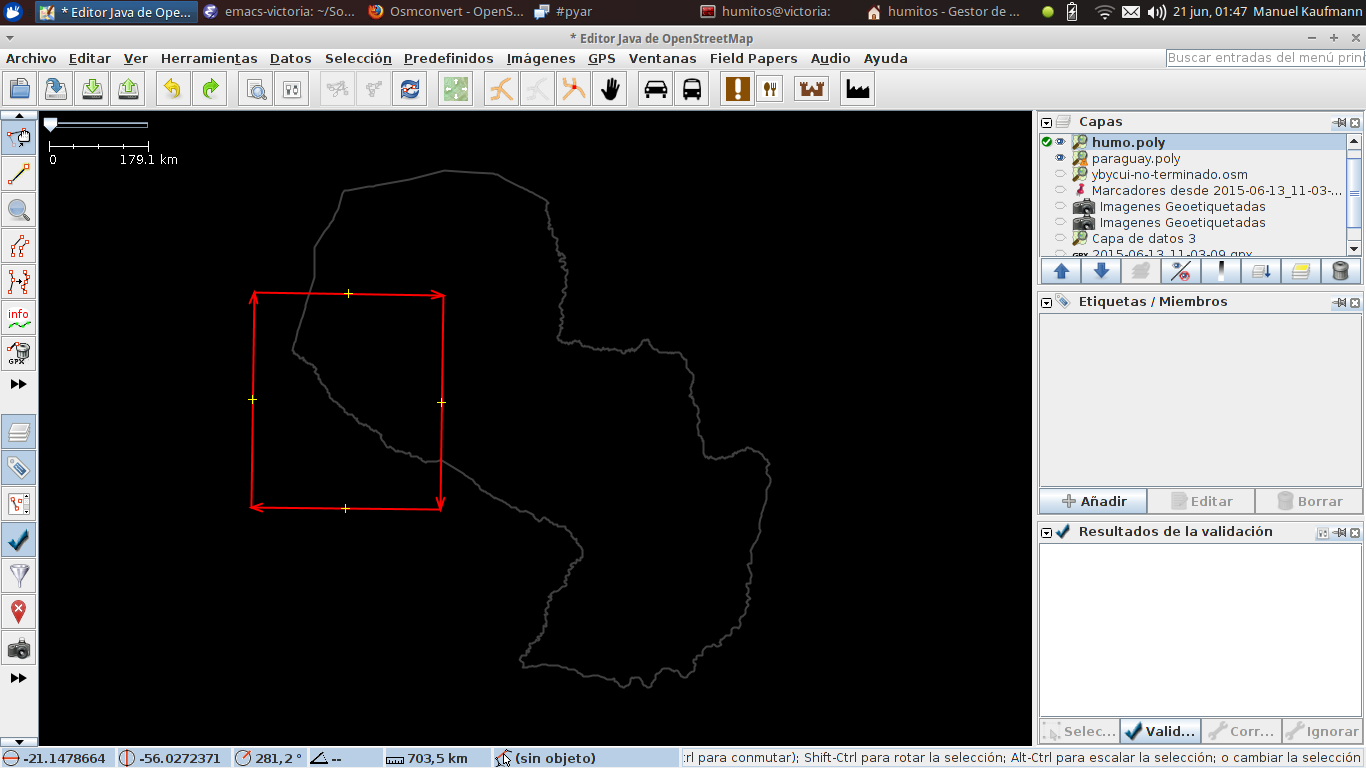 * Editor Java de Ope... emacs-victoria: ~/So... Osmconvert - OpenS... #pyar humitos@victoria: humitos - Gestor de ... 21 jun, 01:47 Manuel Kaufmann
* Editor Java de OpenStreetMap
Archivo Editar Ver Herramientas Datos Selección Predefinidos Imágenes GPS Ventanas Field Papers Audio Ayuda Buscar entradas del menú princ
0 179.1 km
Capas
humo.poly
paraguay.poly
ybycui-no-terminado.osm
Marcadores desde 2015-06-13_11-03-...
Imagenes Geoetiquetadas
Imagenes Geoetiquetadas
Capa de datos 3
2015-06-13_11-03-09.gpx
Etiquetas / Miembros
info
GPX
Añadir Editar Borrar
Resultados de la validación
Selec... Valid... Corr... Ignorar
-21.1478664 -56.0272371 281,2 ° -- 703,5 km (sin objeto) :rl para conmutar); Shift-Ctrl para rotar la selección; Alt-Ctrl para escalar la selección; o cambiar la selección